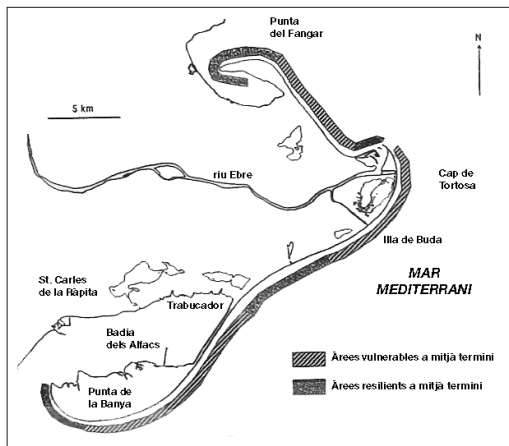 Punta
del Fangar
N
5 km
riu Ebre
Cap de
Tortosa
Illa de Buda
MAR
MEDITERRANI
St. Carles
de la Ràpita
Trabucador
Badia
dels Alfacs
Punta de
la Banya
Àrees vulnerables a mitjà termini
Àrees resilients a mitjà termini